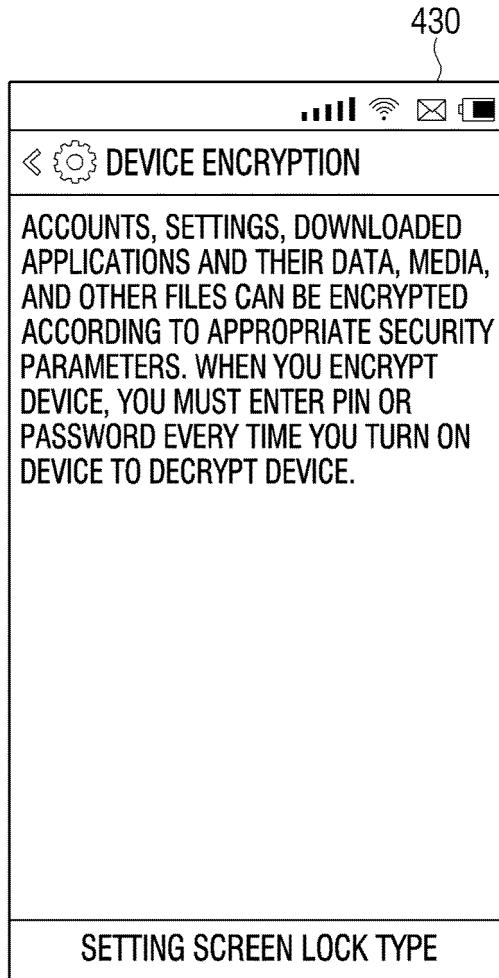 430
DEVICE ENCRYPTION
ACCOUNTS, SETTINGS, DOWNLOADED
APPLICATIONS AND THEIR DATA, MEDIA,
AND OTHER FILES CAN BE ENCRYPTED
ACCORDING TO APPROPRIATE SECURITY
PARAMETERS. WHEN YOU ENCRYPT
DEVICE, YOU MUST ENTER PIN OR
PASSWORD EVERY TIME YOU TURN ON
DEVICE TO DECRYPT DEVICE.
SETTING SCREEN LOCK TYPE